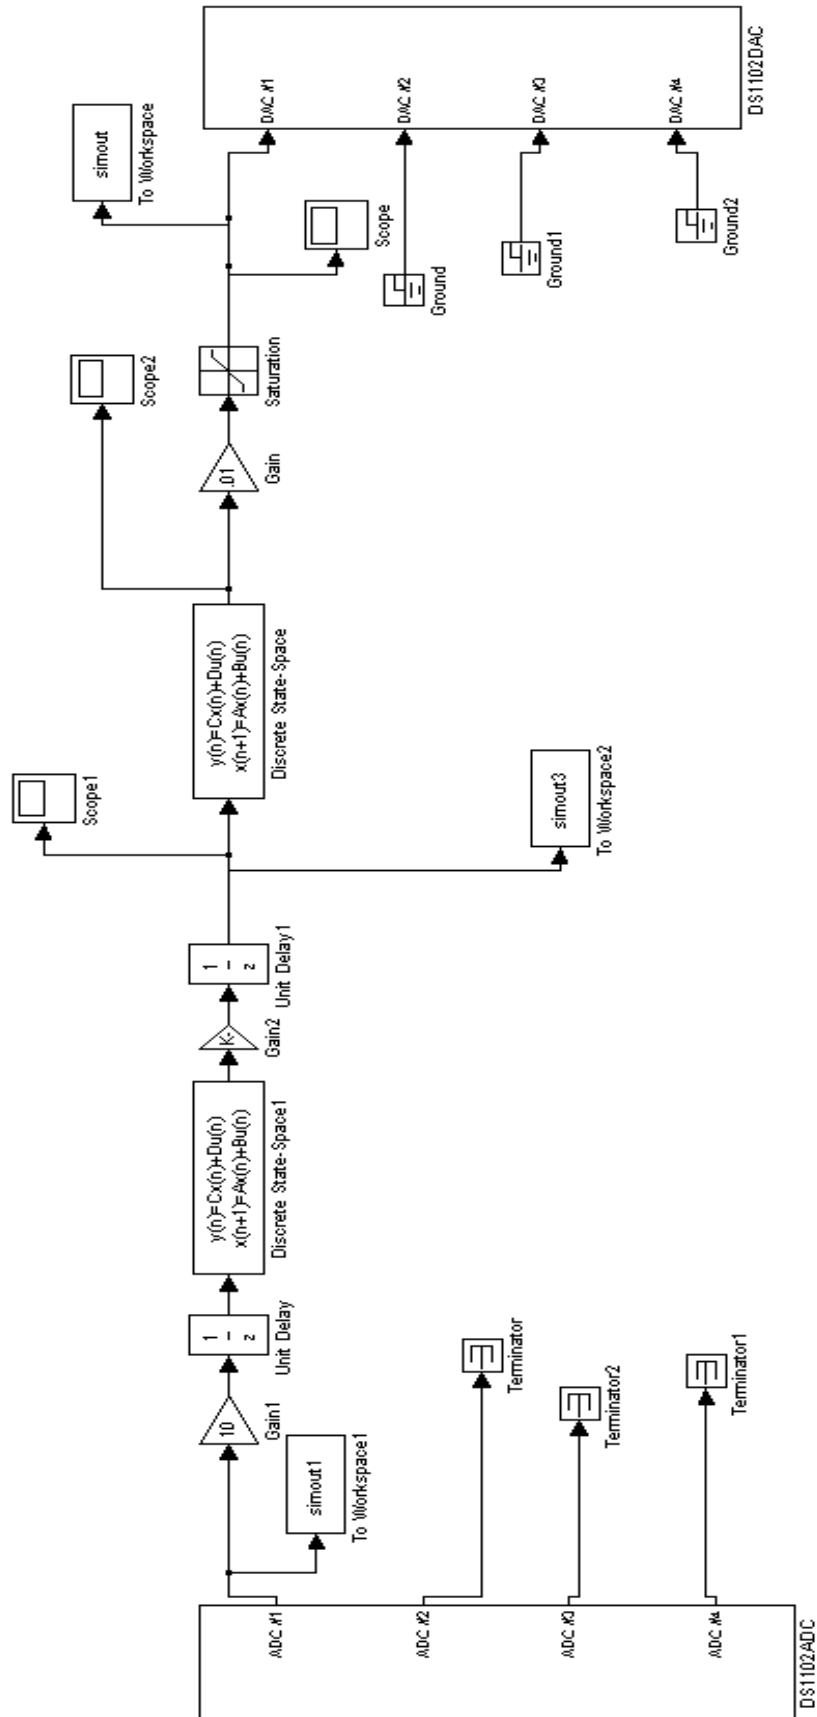 DS1102ADC
ADC #1
ADC #2
ADC #3
ADC #4
simout1
To Workspace1
10
Gain1
1
z
Unit Delay
Terminator
Terminator2
Terminator1
y(n)=Cx(n)+Du(n)
x(n+1)=Ax(n)+Bu(n)
Discrete State-Space1
K-
Gain2
1
z
Unit Delay1
Scope1
simout3
To Workspace2
y(n)=Cx(n)+Du(n)
x(n+1)=Ax(n)+Bu(n)
Discrete State-Space
Scope2
.01
Gain
Saturation
Scope
simout
To Workspace
Ground
Ground1
Ground2
DAC #1
DAC #2
DAC #3
DAC #4
DS1102DAC